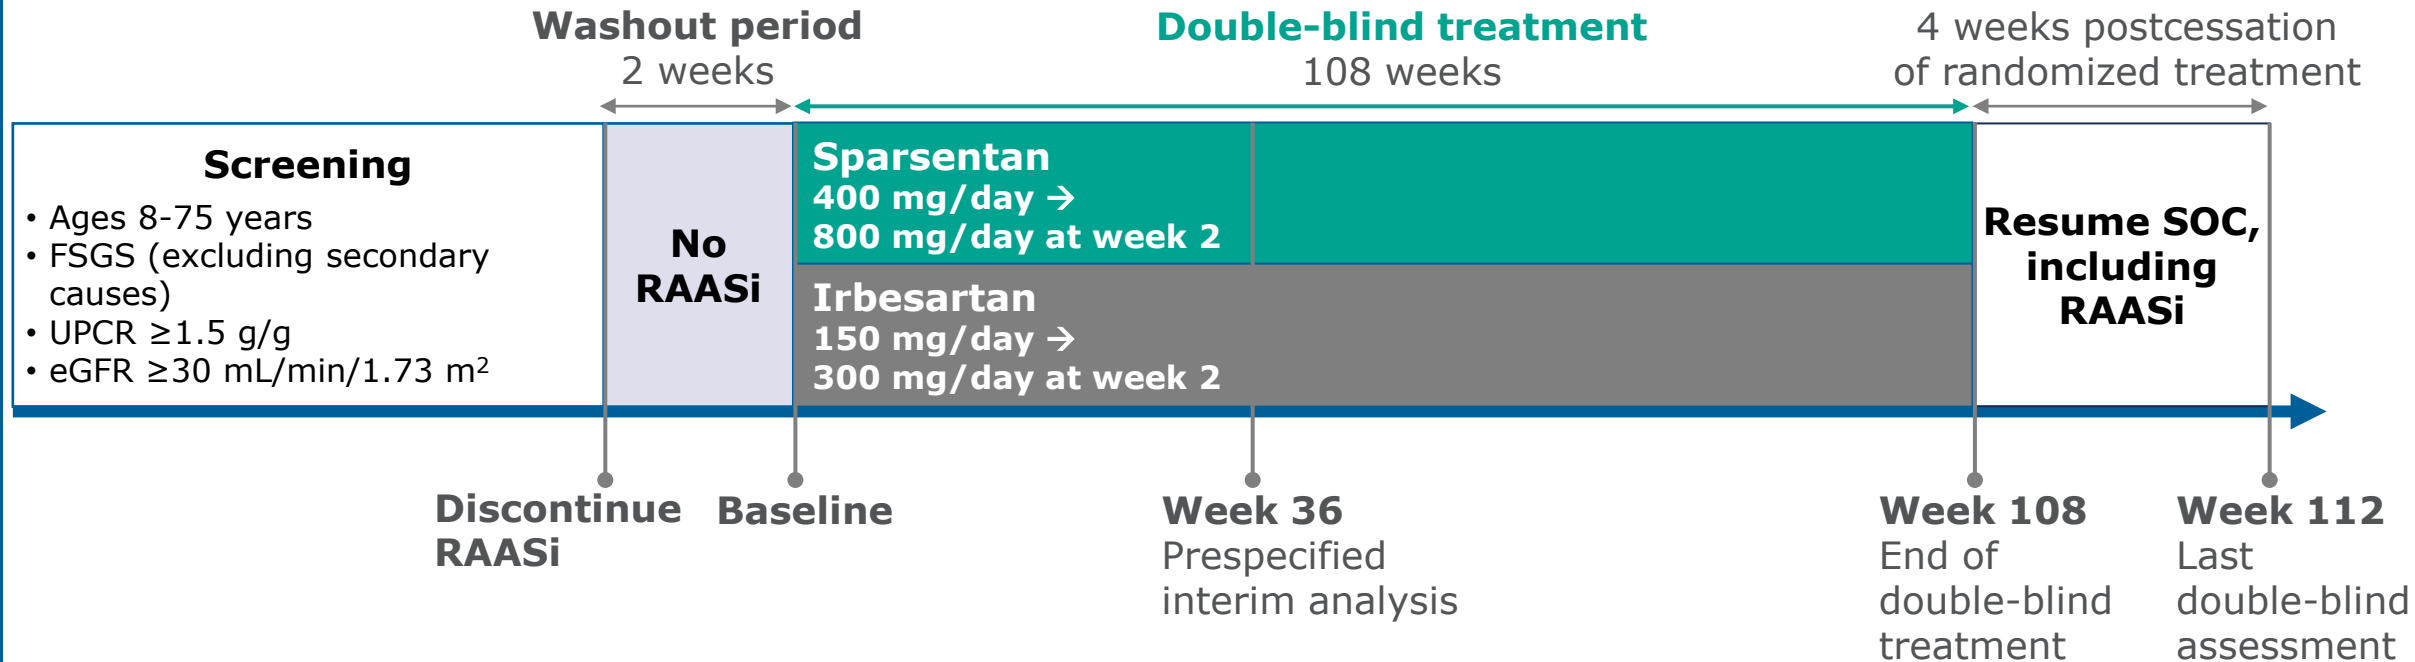 Washout period
2 weeks
Double-blind treatment
108 weeks
4 weeks postcessation
of randomized treatment
Screening
• Ages 8-75 years
• FSGS (excluding secondary
causes)
• UPCR ≥1.5 g/g
• eGFR ≥30 mL/min/1.73 m²
No
RAASi
Sparsentan
400 mg/day →
800 mg/day at week 2
Irbesartan
150 mg/day →
300 mg/day at week 2
Resume SOC,
including
RAASi
Discontinue
RAASi
Baseline
Week 36
Prespecified
interim analysis
Week 108
End of
double-blind
treatment
Week 112
Last
double-blind
assessment